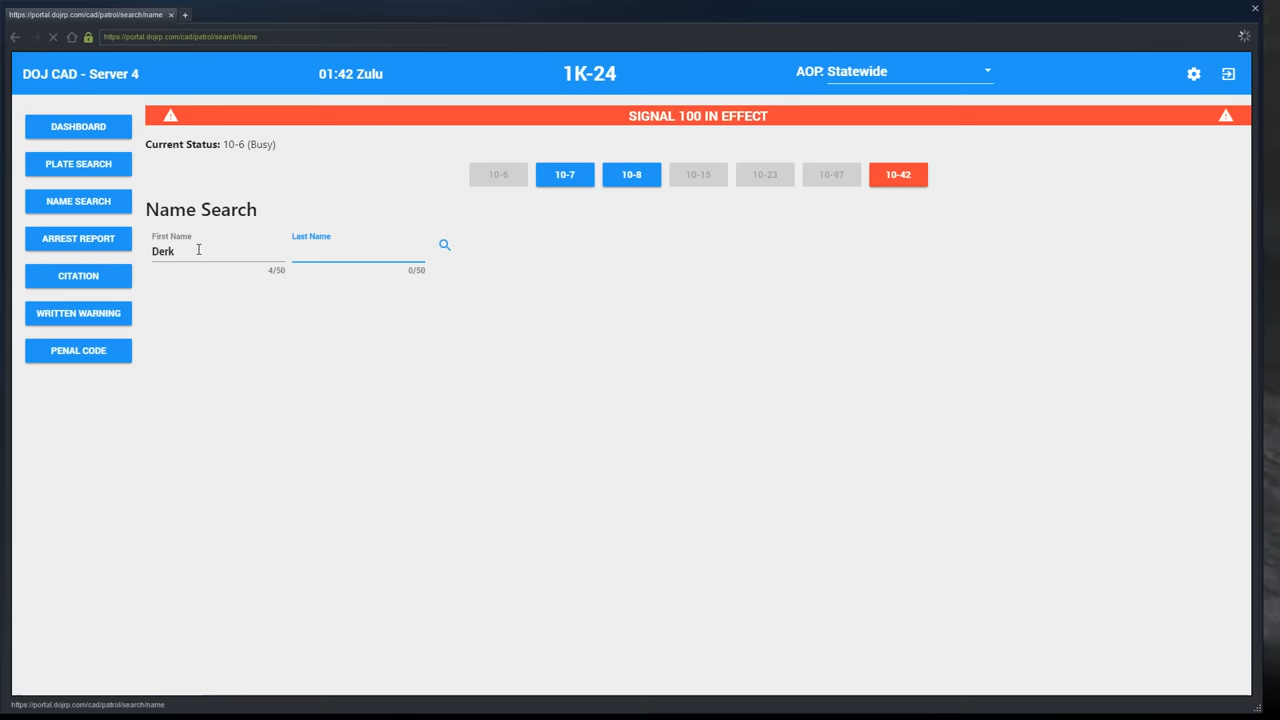 https://portal.dojrp.com/cad/patrol/search/name
https://portal.dojrp.com/cad/patrol/search/name
DOJ CAD - Server 4
01:42 Zulu
1K-24
AOP: Statewide
SIGNAL 100 IN EFFECT
Current Status: 10-6 (Busy)
10-6
10-7
10-8
10-15
10-23
10-97
10-42
DASHBOARD
PLATE SEARCH
NAME SEARCH
ARREST REPORT
CITATION
WRITTEN WARNING
PENAL CODE
Name Search
First Name
Last Name
Derk
4/50
0/50
https://portal.dojrp.com/cad/patrol/search/name